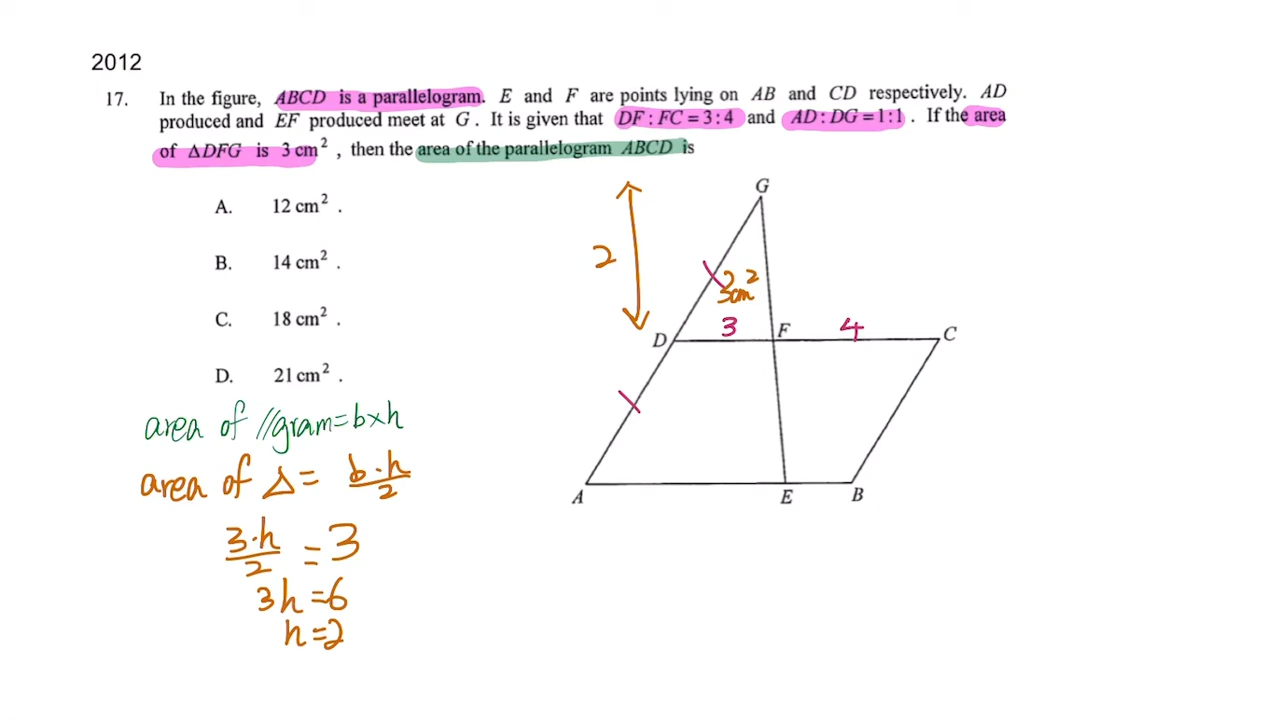 2012
17. In the figure, ABCD is a parallelogram. E and F are points lying on AB and CD respectively. AD
produced and EF produced meet at G. It is given that DF : FC = 3 : 4 and AD : DG = 1 : 1. If the area
of ΔDFG is 3 cm², then the area of the parallelogram ABCD is
A. 12 cm².
B. 14 cm².
C. 18 cm².
D. 21 cm².
area of //gram=b×h
area of Δ= b·h/2
3·h/2 =3
3h=6
h=2
G
2
3cm²
3
4
D
F
C
A
E
B